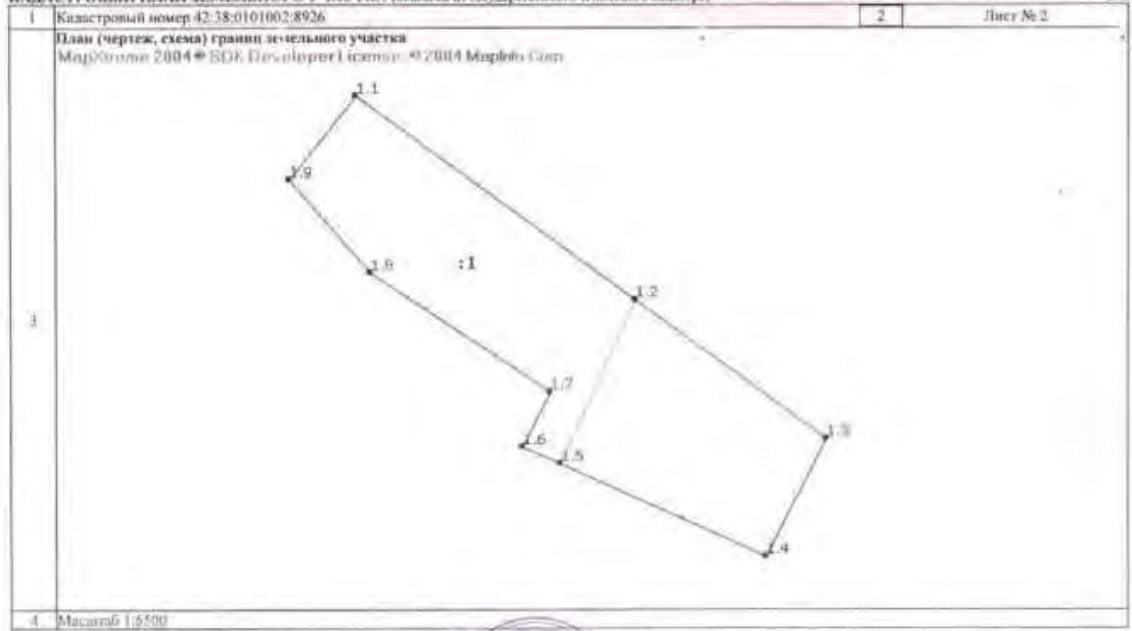 1 Кадастровый номер 42:38:0101002:8926 2 Лист № 2
План (чертеж, схема) границ земельного участка
MapXtreme 2004 ® SDK Developer License. © 2004 MapInfo Corp
1.1
1.9
1.8
:1
1.2
3
1.7
1.3
1.6
1.5
1.4
4 Масштаб 1:5500